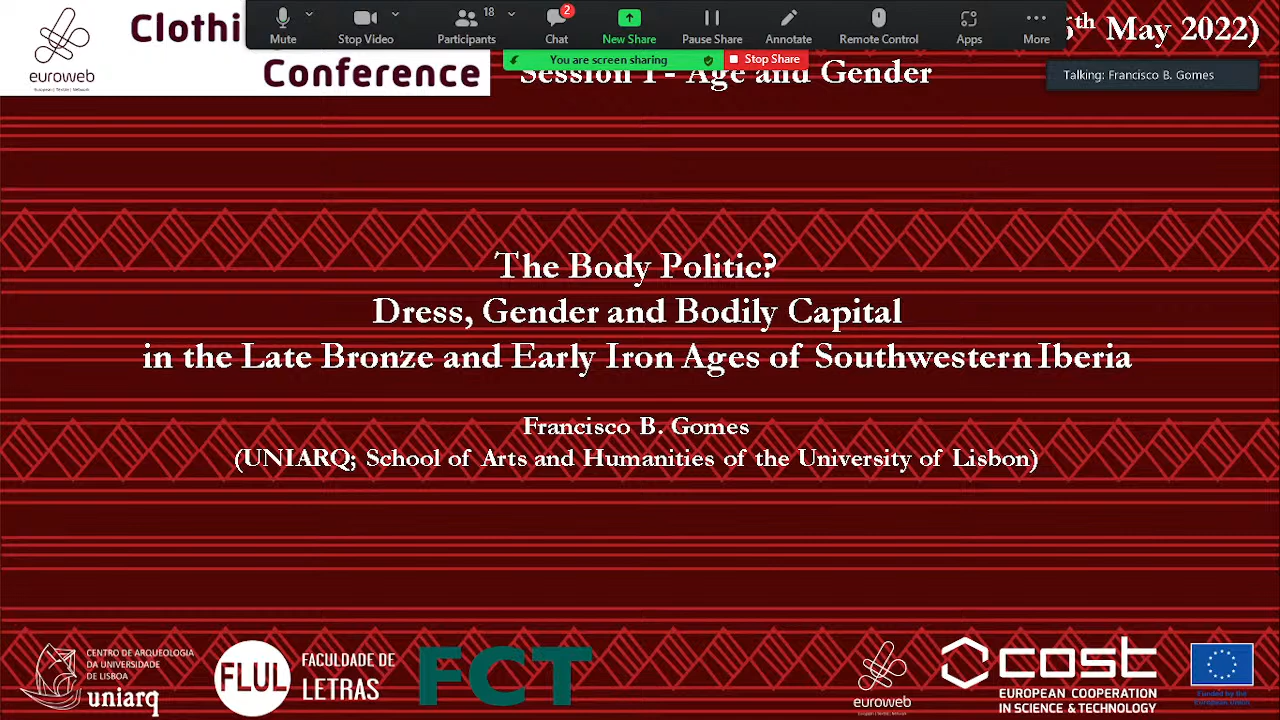 Clothi
Mute
Stop Video
18
Participants
2
Chat
New Share
Pause Share
Annotate
Remote Control
Apps
More
th May 2022)
euroweb
Conference
You are screen sharing
Stop Share
Session 1 - Age and Gender
Talking: Francisco B. Gomes
The Body Politic?
Dress, Gender and Bodily Capital
in the Late Bronze and Early Iron Ages of Southwestern Iberia
Francisco B. Gomes
(UNIARQ; School of Arts and Humanities of the University of Lisbon)
CENTRO DE ARQUEOLOGIA
DA UNIVERSIDADE
DE LISBOA
uniarq
FLUL
FACULDADE DE
LETRAS
FCT
euroweb
cost
EUROPEAN COOPERATION
IN SCIENCE & TECHNOLOGY
Funded by the
European Union